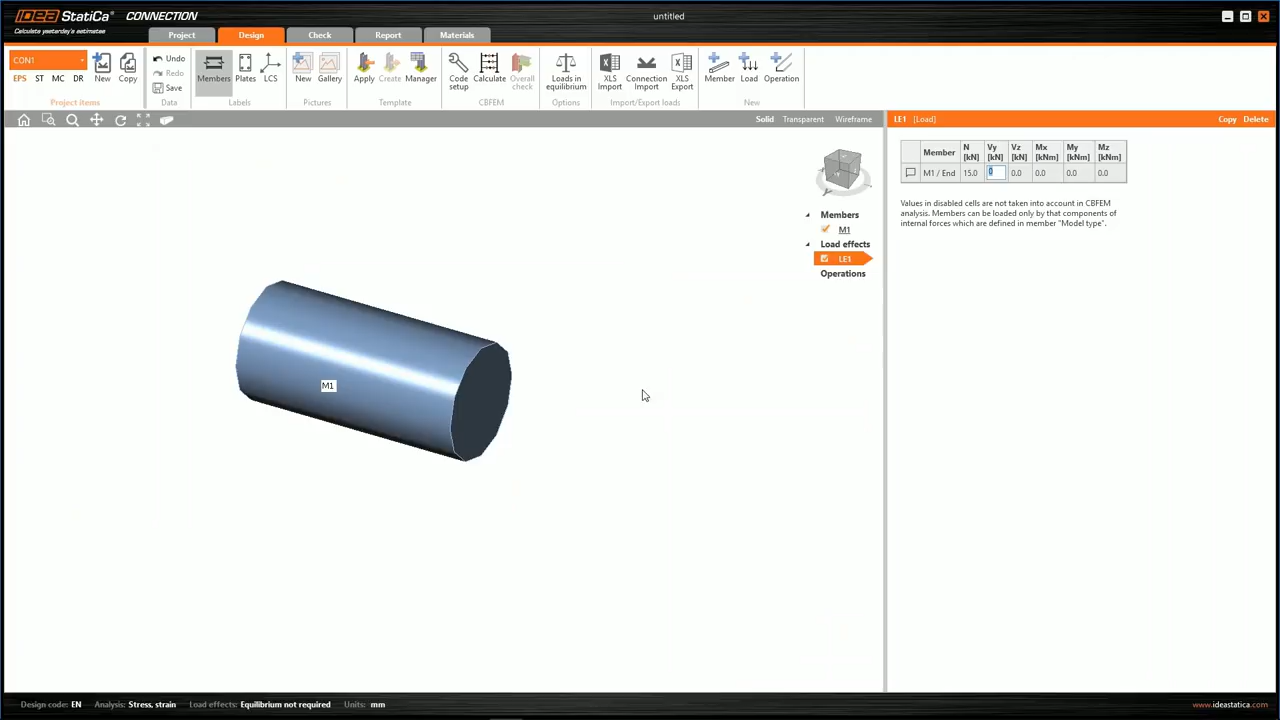 IDEA StatiCa® CONNECTION
Calculate yesterday's estimates
untitled
Project Design Check Report Materials
CON1
EPS ST MC DR
New Copy
Undo
Redo
Save
Members Plates LCS
New Gallery
Apply Create Manager
Code setup Calculate Overall check
Loads in equilibrium
XLS Import Connection Import XLS Export
Member Load Operation
Project items Data Labels Pictures Template CBFEM Options Import/Export loads New
Solid Transparent Wireframe
LE1 [Load] Copy Delete
Member N [kN] Vy [kN] Vz [kN] Mx [kNm] My [kNm] Mz [kNm]
M1 / End 15.0 0 0.0 0.0 0.0 0.0
Values in disabled cells are not taken into account in CBFEM
analysis. Members can be loaded only by that components of
internal forces which are defined in member "Model type".
Members
M1
Load effects
LE1
Operations
M1
Design code: EN Analysis: Stress, strain Load effects: Equilibrium not required Units: mm
www.ideastatica.com